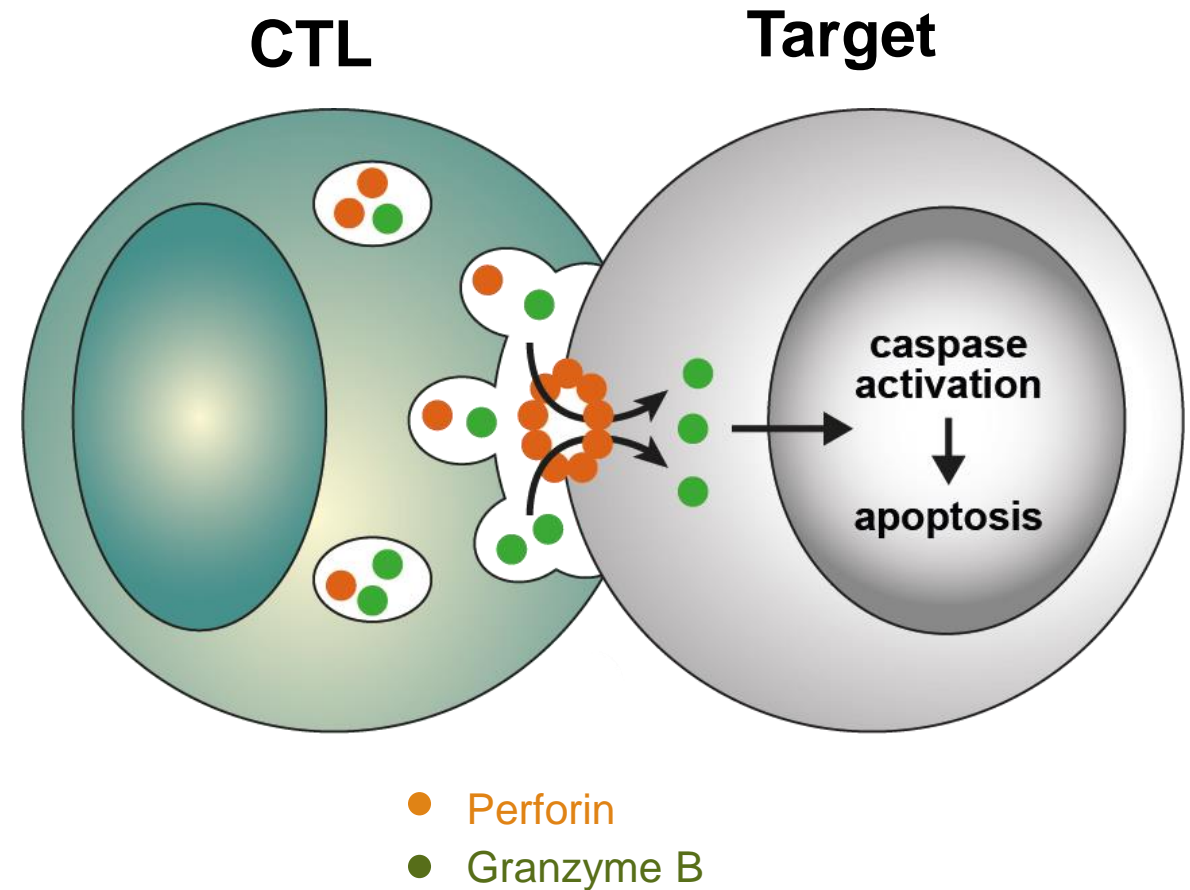 CTL
Target
caspase
activation
apoptosis
Perforin
Granzyme B